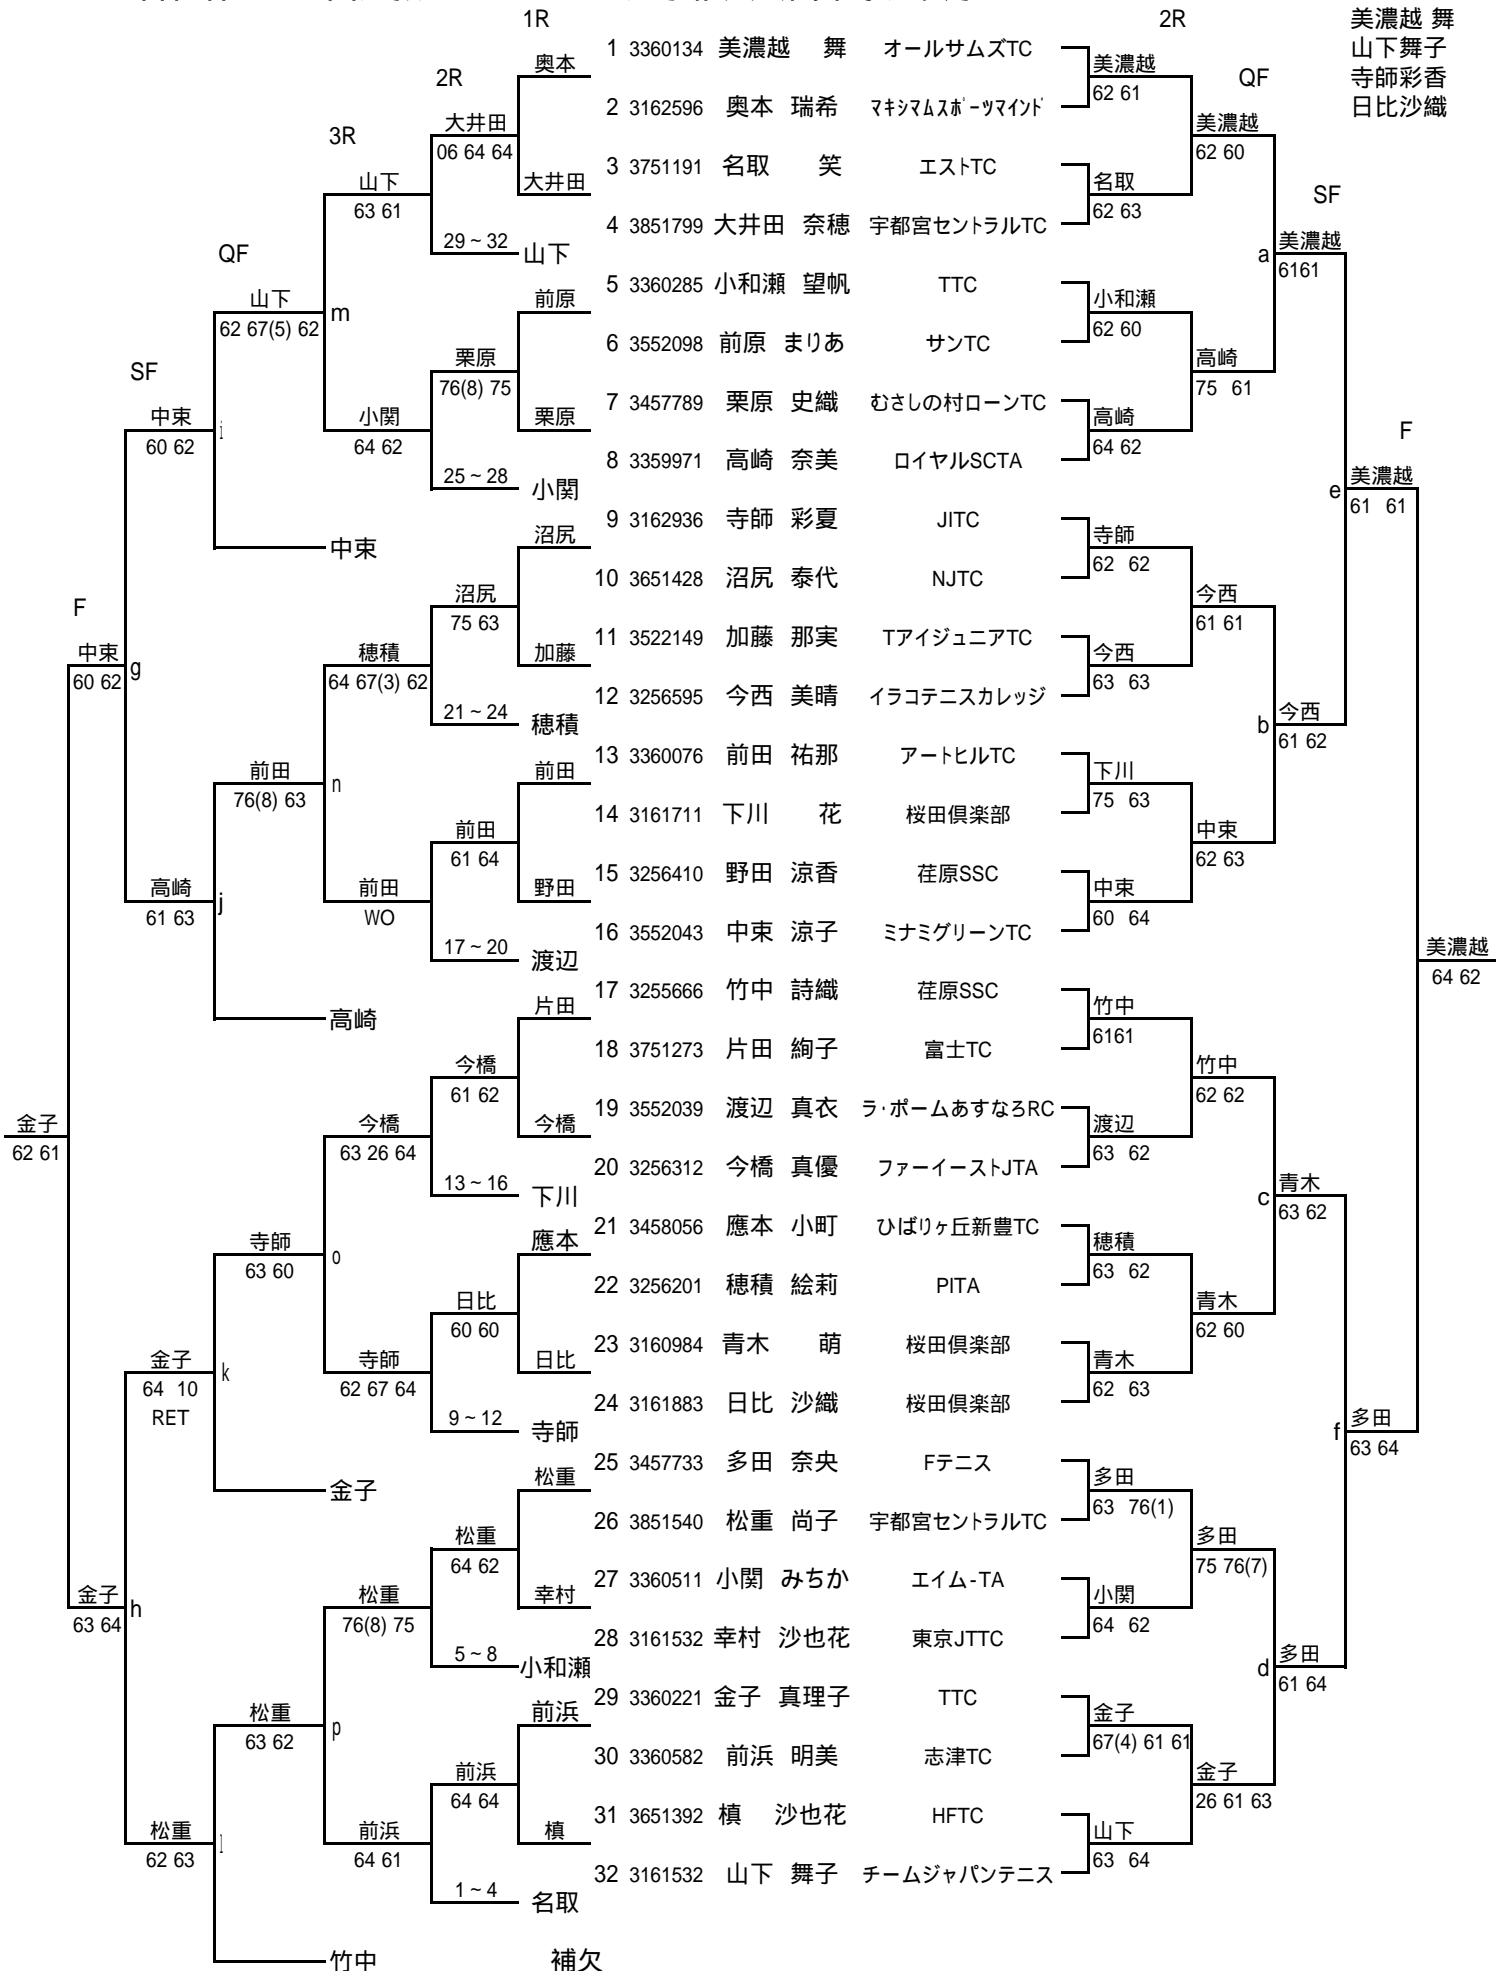 1R
2R
美濃越 舞
山下舞子
寺師彩香
日比沙織
2R
QF
3R
SF
QF
SF
F
F
1 3360134 美濃越 舞 オールサムズTC
2 3162596 奥本 瑞希 マキシマムスポーツマインド
3 3751191 名取 笑 エストTC
4 3851799 大井田 奈穂 宇都宮セントラルTC
5 3360285 小和瀬 望帆 TTC
6 3552098 前原 まりあ サンTC
7 3457789 栗原 史織 むさしの村ローンTC
8 3359971 高崎 奈美 ロイヤルSCTA
9 3162936 寺師 彩夏 JITC
10 3651428 沼尻 泰代 NJTC
11 3522149 加藤 那実 Tアイジュニアtc
12 3256595 今西 美晴 イラコテニスカレッジ
13 3360076 前田 祐那 アートヒルTC
14 3161711 下川 花 桜田倶楽部
15 3256410 野田 涼香 荏原SSC
16 3552043 中束 涼子 ミナミグリーンTC
17 3255666 竹中 詩織 荏原SSC
18 3751273 片田 絢子 富士TC
19 3552039 渡辺 真衣 ラ・ポームあすなろRC
20 3256312 今橋 真優 ファーイーストJTA
21 3458056 應本 小町 ひばりヶ丘新豊TC
22 3256201 穂積 絵莉 PITA
23 3160984 青木 萌 桜田倶楽部
24 3161883 日比 沙織 桜田倶楽部
25 3457733 多田 奈央 Fテニス
26 3851540 松重 尚子 宇都宮セントラルTC
27 3360511 小関 みちか エイム-TA
28 3161532 幸村 沙也花 東京JTTC
29 3360221 金子 真理子 TTC
30 3360582 前浜 明美 志津TC
31 3651392 槙 沙也花 HFTC
32 3161532 山下 舞子 チームジャパンテニス
補欠
美濃越
62 61
名取
62 63
小和瀬
62 60
高崎
64 62
寺師
62 62
今西
63 63
下川
75 63
中束
60 64
竹中
6161
渡辺
63 62
穂積
63 62
青木
62 63
多田
63 76(1)
小関
64 62
金子
67(4) 61 61
山下
63 64
美濃越
62 60
高崎
75 61
今西
61 61
中束
62 63
竹中
62 62
青木
62 60
多田
75 76(7)
金子
26 61 63
a
美濃越
6161
b
今西
61 62
c
青木
63 62
d
多田
61 64
e
美濃越
61 61
f
多田
63 64
美濃越
64 62
奥本
大井田
前原
栗原
沼尻
加藤
前田
野田
片田
今橋
應本
日比
松重
幸村
前浜
槙
大井田
06 64 64
29～32
山下
栗原
76(8) 75
25～28
小関
沼尻
75 63
21～24
穂積
前田
61 64
17～20
渡辺
今橋
61 62
13～16
下川
日比
60 60
9～12
寺師
松重
64 62
5～8
小和瀬
前浜
64 64
1～4
名取
山下
63 61
小関
64 62
穂積
64 67(3) 62
前田
WO
今橋
63 26 64
寺師
62 67 64
松重
76(8) 75
前浜
64 61
山下
62 67(5) 62
m
中束
前田
76(8) 63
n
高崎
寺師
63 60
o
金子
松重
63 62
p
竹中
中束
60 62
i
高崎
61 63
j
金子
64 10
RET
k
松重
62 63
l
中束
60 62
g
金子
63 64
h
金子
62 61